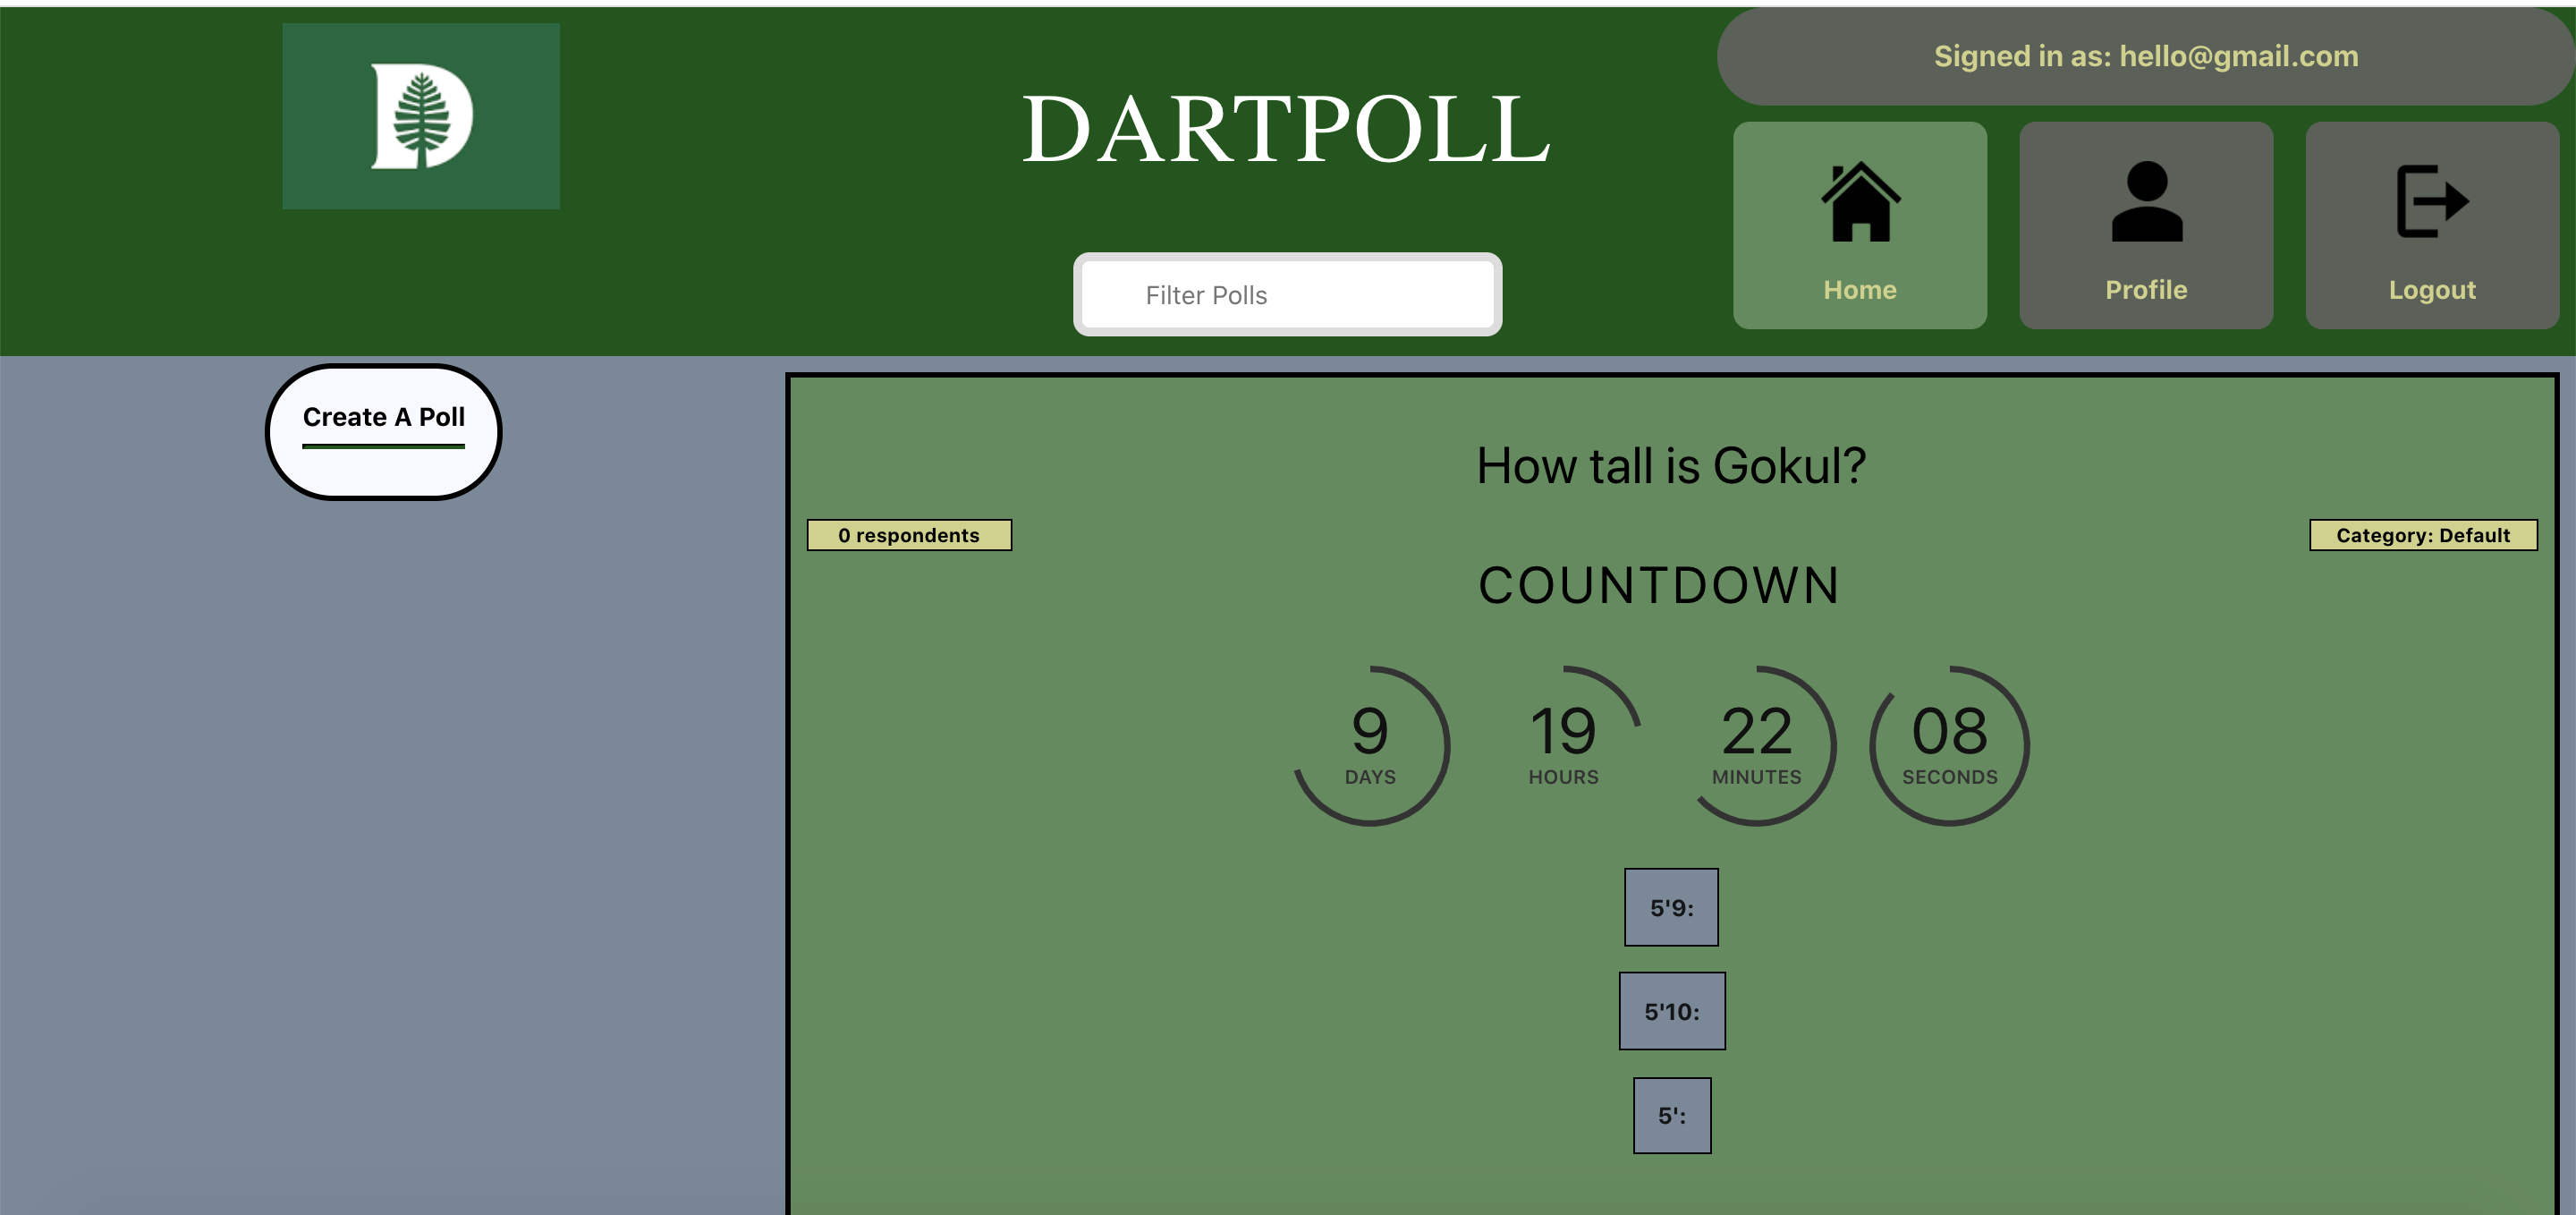 D
DARTPOLL
Signed in as: hello@gmail.com
Filter Polls
Home
Profile
Logout
Create A Poll
How tall is Gokul?
0 respondents
Category: Default
COUNTDOWN
9
DAYS
19
HOURS
22
MINUTES
08
SECONDS
5'9:
5'10:
5':